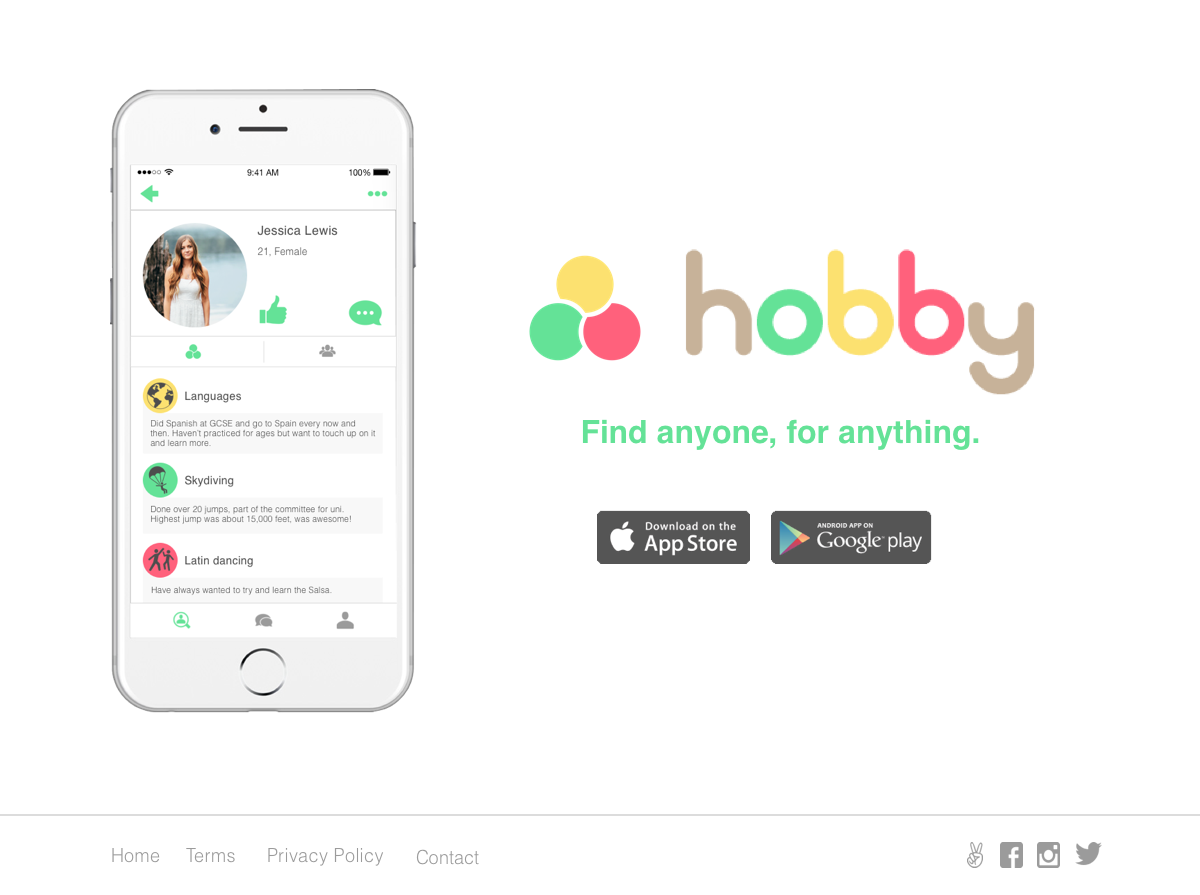 9:41 AM
100%
Jessica Lewis
21, Female
Languages
Did Spanish at GCSE and go to Spain every now and
then. Haven't practiced for ages but want to touch up on it
and learn more.
Skydiving
Done over 20 jumps, part of the committee for uni.
Highest jump was about 15,000 feet, was awesome!
Latin dancing
Have always wanted to try and learn the Salsa.
hobby
Find anyone, for anything.
Download on the
App Store
ANDROID APP ON
Google play
Home Terms Privacy Policy Contact